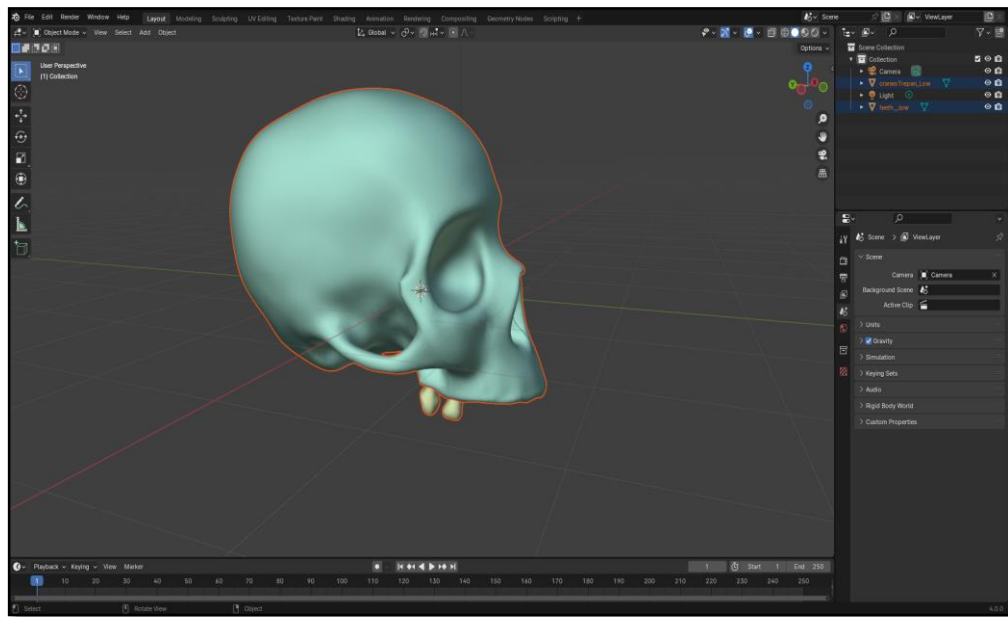 File Edit Render Window Help Layout Modeling Sculpting UV Editing Texture Paint Shading Animation Rendering Compositing Geometry Nodes Scripting + Scene ViewLayer
Object Mode View Select Add Object Global
Options
User Perspective
(1) Collection
Z
Y
Scene Collection
Collection
Camera
craneoTrepan_Low
Light
teeth_low
Scene > ViewLayer
Scene
Camera Camera
Background Scene
Active Clip
Units
Gravity
Simulation
Keying Sets
Audio
Rigid Body World
Custom Properties
Playback Keying View Marker 1 Start 1 End 250
1 10 20 30 40 50 60 70 80 90 100 110 120 130 140 150 160 170 180 190 200 210 220 230 240 250
Select Rotate View Object 4.0.0